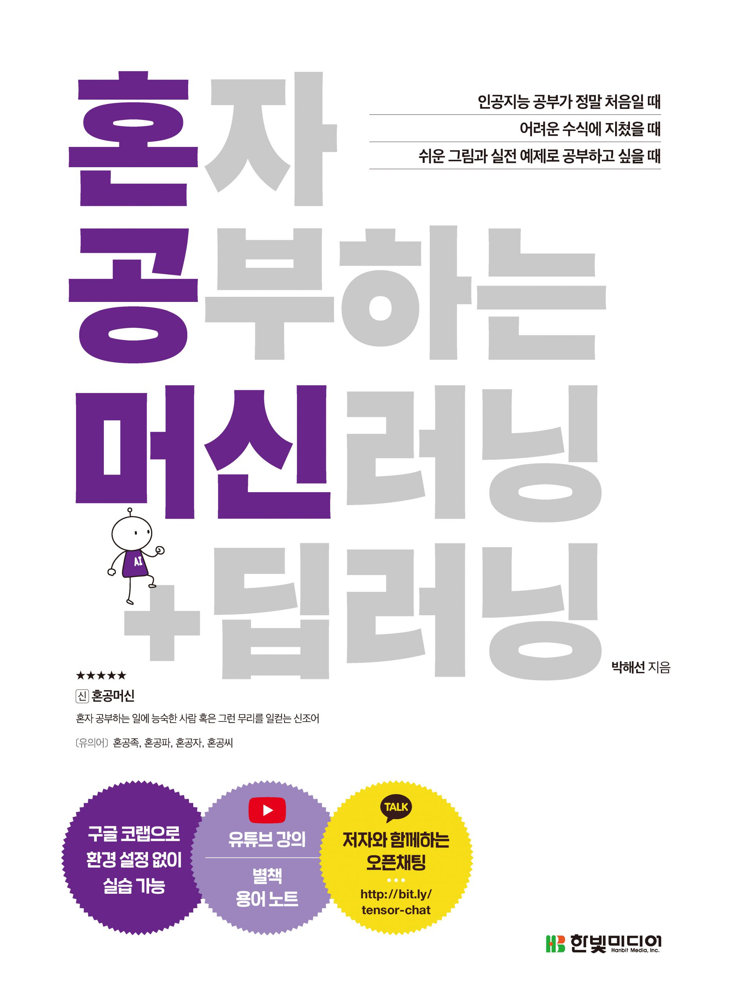 혼자
인공지능 공부가 정말 처음일 때
어려운 수식에 지쳤을 때
쉬운 그림과 실전 예제로 공부하고 싶을 때
공부하는
머신러닝
AI
+딥러닝
박해선 지음
★★★★★
신 혼공머신
혼자 공부하는 일에 능숙한 사람 혹은 그런 무리를 일컫는 신조어
〔유의어〕 혼공족, 혼공파, 혼공자, 혼공씨
구글 코랩으로
환경 설정 없이
실습 가능
유튜브 강의
별책
용어 노트
TALK
저자와 함께하는
오픈채팅
http://bit.ly/
tensor-chat
HB 한빛미디어
Hanbit Media, Inc.